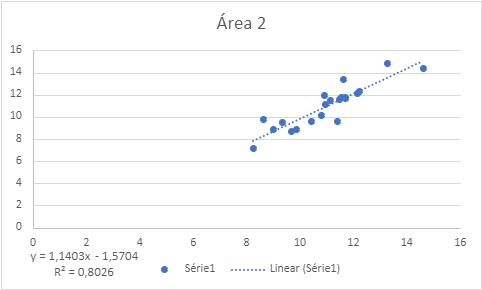 Área 2
16
14
12
10
8
6
4
2
0
0 2 4 6 8 10 12 14 16
y = 1,1403x - 1,5704
R² = 0,8026
Série1 Linear (Série1)